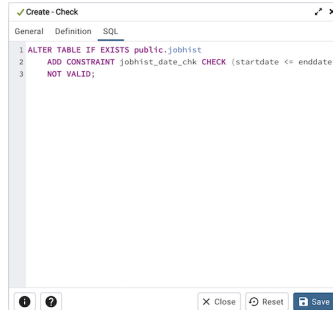 Create - Check
General Definition SQL
1 ALTER TABLE IF EXISTS public.jobhist
2 ADD CONSTRAINT jobhist_date_chk CHECK (startdate <= enddate
3 NOT VALID;
Close Reset Save